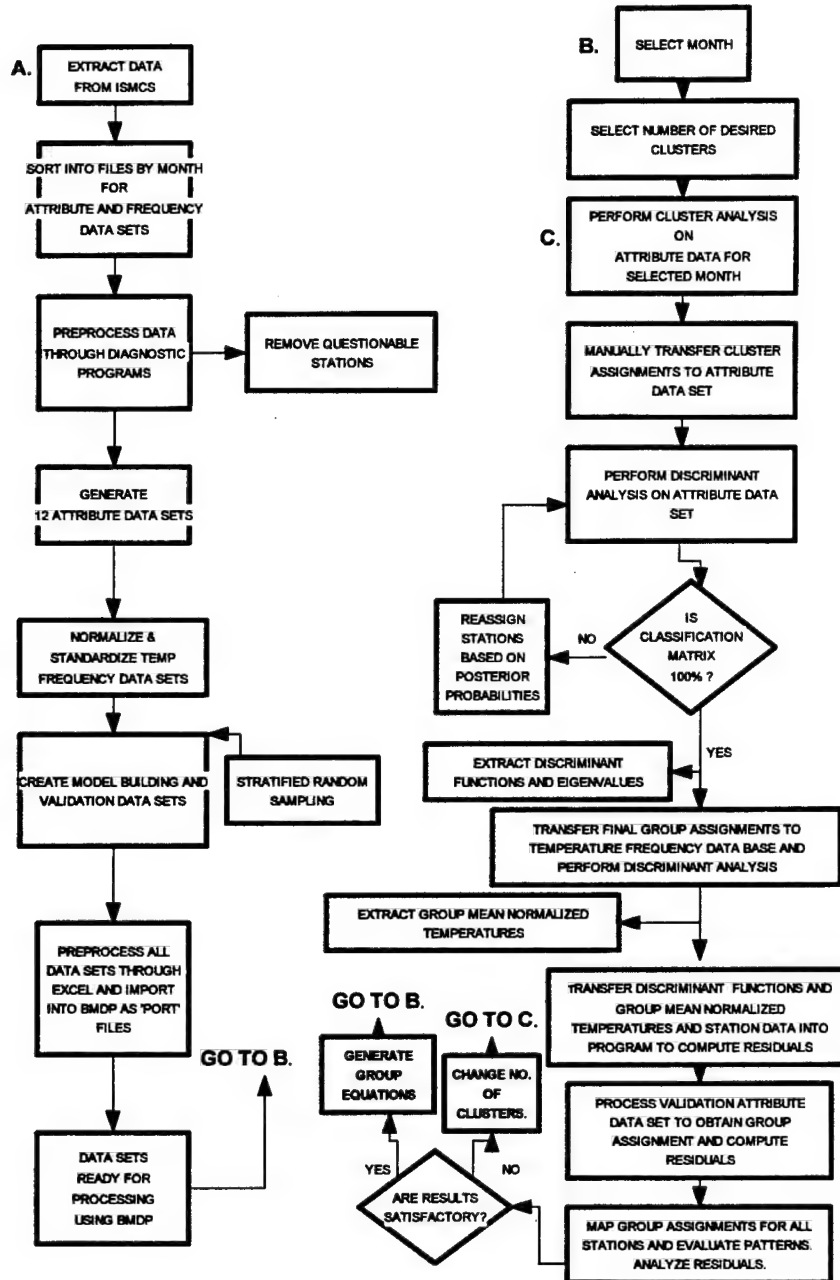 A.
EXTRACT DATA
FROM ISMCS
SORT INTO FILES BY MONTH
FOR
ATTRIBUTE AND FREQUENCY
DATA SETS
PREPROCESS DATA
THROUGH DIAGNOSTIC
PROGRAMS
REMOVE QUESTIONABLE
STATIONS
GENERATE
12 ATTRIBUTE DATA SETS
NORMALIZE &
STANDARDIZE TEMP
FREQUENCY DATA SETS
CREATE MODEL BUILDING AND
VALIDATION DATA SETS
STRATIFIED RANDOM
SAMPLING
PREPROCESS ALL
DATA SETS THROUGH
EXCEL AND IMPORT
INTO BMDP AS 'PORT'
FILES
GO TO B.
DATA SETS
READY FOR
PROCESSING
USING BMDP
B.
SELECT MONTH
SELECT NUMBER OF DESIRED
CLUSTERS
C.
PERFORM CLUSTER ANALYSIS
ON
ATTRIBUTE DATA FOR
SELECTED MONTH
MANUALLY TRANSFER CLUSTER
ASSIGNMENTS TO ATTRIBUTE
DATA SET
PERFORM DISCRIMINANT
ANALYSIS ON ATTRIBUTE DATA
SET
IS
CLASSIFICATION
MATRIX
100% ?
NO
REASSIGN
STATIONS
BASED ON
POSTERIOR
PROBABILITIES
YES
EXTRACT DISCRIMINANT
FUNCTIONS AND EIGENVALUES
TRANSFER FINAL GROUP ASSIGNMENTS TO
TEMPERATURE FREQUENCY DATA BASE AND
PERFORM DISCRIMINANT ANALYSIS
EXTRACT GROUP MEAN NORMALIZED
TEMPERATURES
TRANSFER DISCRIMINANT FUNCTIONS AND
GROUP MEAN NORMALIZED
TEMPERATURES AND STATION DATA INTO
PROGRAM TO COMPUTE RESIDUALS
PROCESS VALIDATION ATTRIBUTE
DATA SET TO OBTAIN GROUP
ASSIGNMENT AND COMPUTE
RESIDUALS
MAP GROUP ASSIGNMENTS FOR ALL
STATIONS AND EVALUATE PATTERNS.
ANALYZE RESIDUALS.
ARE RESULTS
SATISFACTORY?
YES
GENERATE
GROUP
EQUATIONS
GO TO B.
NO
CHANGE NO.
OF
CLUSTERS.
GO TO C.